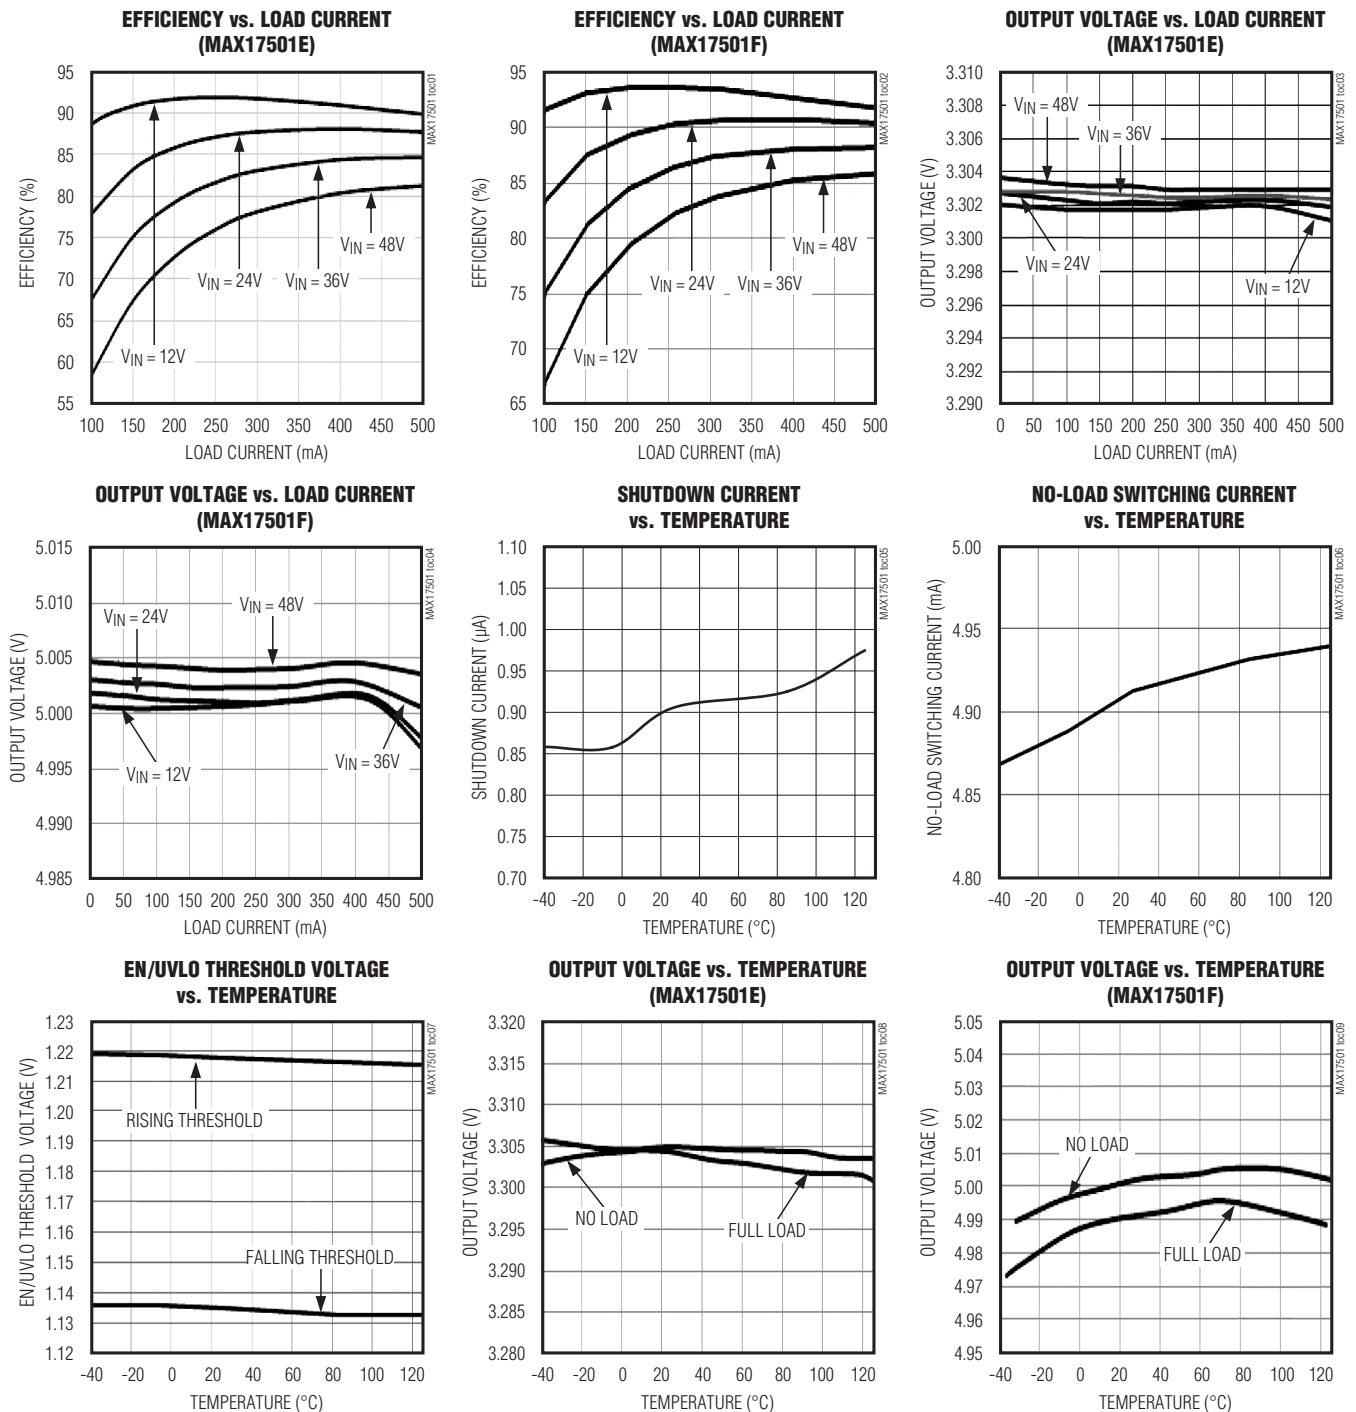 EFFICIENCY vs. LOAD CURRENT
(MAX17501E)
MAX17501 toc01
EFFICIENCY (%)
95
90
85
80
75
70
65
60
55
VIN = 48V
VIN = 24V
VIN = 36V
VIN = 12V
100 150 200 250 300 350 400 450 500
LOAD CURRENT (mA)
EFFICIENCY vs. LOAD CURRENT
(MAX17501F)
MAX17501 toc02
EFFICIENCY (%)
95
90
85
80
75
70
65
VIN = 48V
VIN = 24V
VIN = 36V
VIN = 12V
100 150 200 250 300 350 400 450 500
LOAD CURRENT (mA)
OUTPUT VOLTAGE vs. LOAD CURRENT
(MAX17501E)
MAX17501 toc03
OUTPUT VOLTAGE (V)
3.310
3.308
3.306
3.304
3.302
3.300
3.298
3.296
3.294
3.292
3.290
VIN = 48V
VIN = 36V
VIN = 24V
VIN = 12V
0 50 100 150 200 250 300 350 400 450 500
LOAD CURRENT (mA)
OUTPUT VOLTAGE vs. LOAD CURRENT
(MAX17501F)
MAX17501 toc04
OUTPUT VOLTAGE (V)
5.015
5.010
5.005
5.000
4.995
4.990
4.985
VIN = 48V
VIN = 24V
VIN = 36V
VIN = 12V
0 50 100 150 200 250 300 350 400 450 500
LOAD CURRENT (mA)
SHUTDOWN CURRENT
vs. TEMPERATURE
MAX17501 toc05
SHUTDOWN CURRENT (µA)
1.10
1.05
1.00
0.95
0.90
0.85
0.80
0.75
0.70
-40 -20 0 20 40 60 80 100 120
TEMPERATURE (°C)
NO-LOAD SWITCHING CURRENT
vs. TEMPERATURE
MAX17501 toc06
NO-LOAD SWITCHING CURRENT (mA)
5.00
4.95
4.90
4.85
4.80
-40 -20 0 20 40 60 80 100 120
TEMPERATURE (°C)
EN/UVLO THRESHOLD VOLTAGE
vs. TEMPERATURE
MAX17501 toc07
EN/UVLO THRESHOLD VOLTAGE (V)
1.23
1.22
1.21
1.20
1.19
1.18
1.17
1.16
1.15
1.14
1.13
1.12
RISING THRESHOLD
FALLING THRESHOLD
-40 -20 0 20 40 60 80 100 120
TEMPERATURE (°C)
OUTPUT VOLTAGE vs. TEMPERATURE
(MAX17501E)
MAX17501 toc08
OUTPUT VOLTAGE (V)
3.320
3.315
3.310
3.305
3.300
3.295
3.290
3.285
3.280
NO LOAD
FULL LOAD
-40 -20 0 20 40 60 80 100 120
TEMPERATURE (°C)
OUTPUT VOLTAGE vs. TEMPERATURE
(MAX17501F)
MAX17501 toc09
OUTPUT VOLTAGE (V)
5.05
5.04
5.03
5.02
5.01
5.00
4.99
4.98
4.97
4.96
4.95
NO LOAD
FULL LOAD
-40 -20 0 20 40 60 80 100 120
TEMPERATURE (°C)